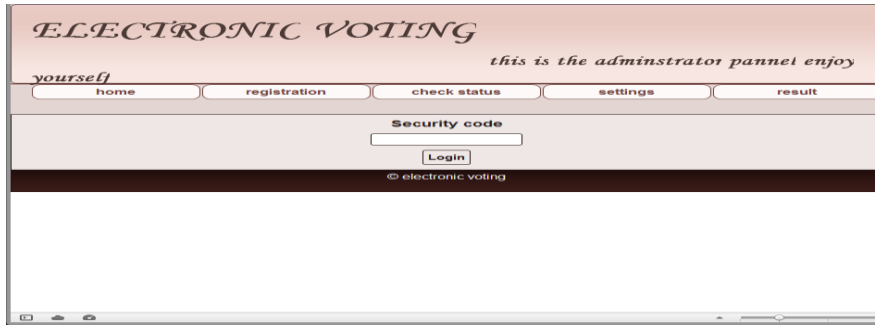 ELECTRONIC VOTING
this is the adminstrator pannel enjoy
yourself
home registration check status settings result
Security code
Login
© electronic voting